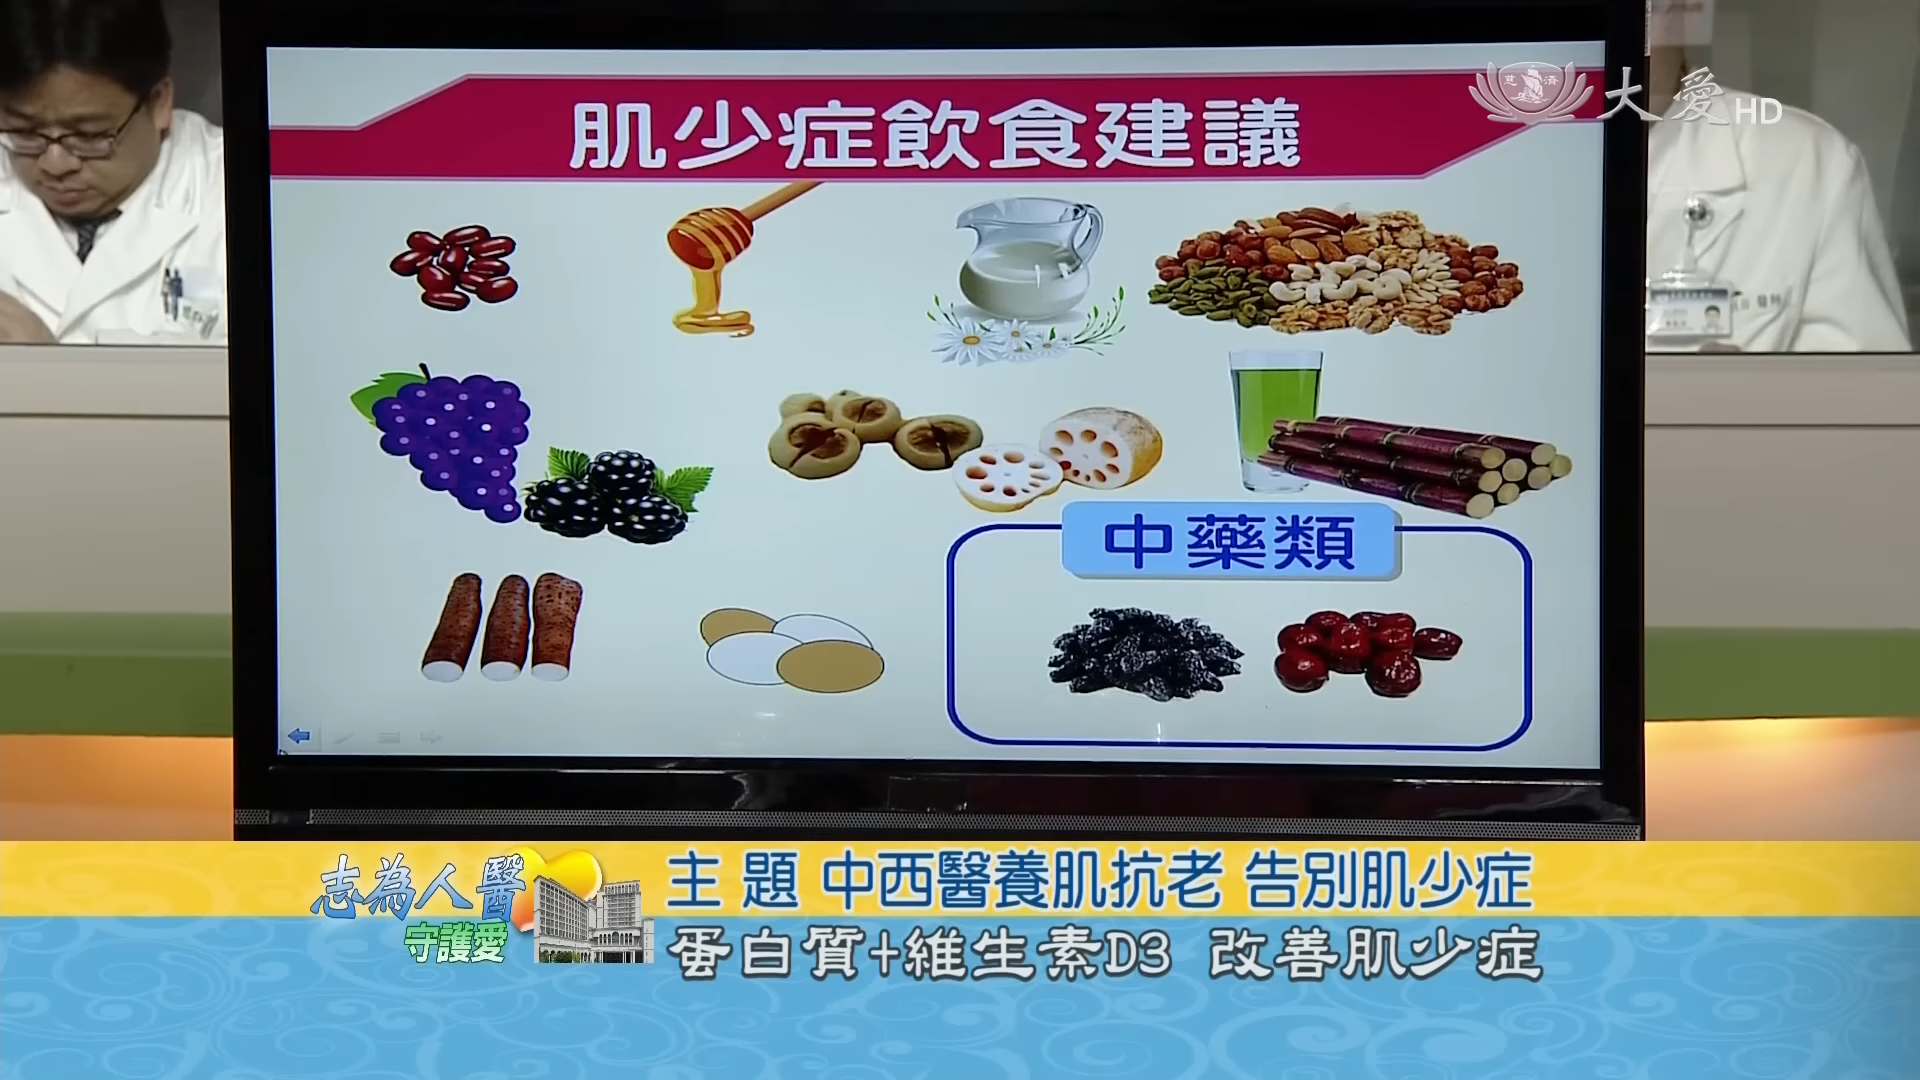 肌少症飲食建議
大愛HD
慈濟
中藥類
志為人醫
守護愛
主題 中西醫養肌抗老 告別肌少症
蛋白質+維生素D3 改善肌少症